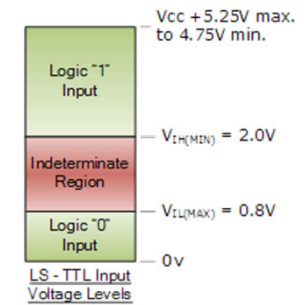 Vcc +5.25V max.
to 4.75V min.
Logic "1"
Input
VIH(MIN) = 2.0V
Indeterminate
Region
VIL(MAX) = 0.8V
Logic "0"
Input
0v
LS - TTL Input
Voltage Levels